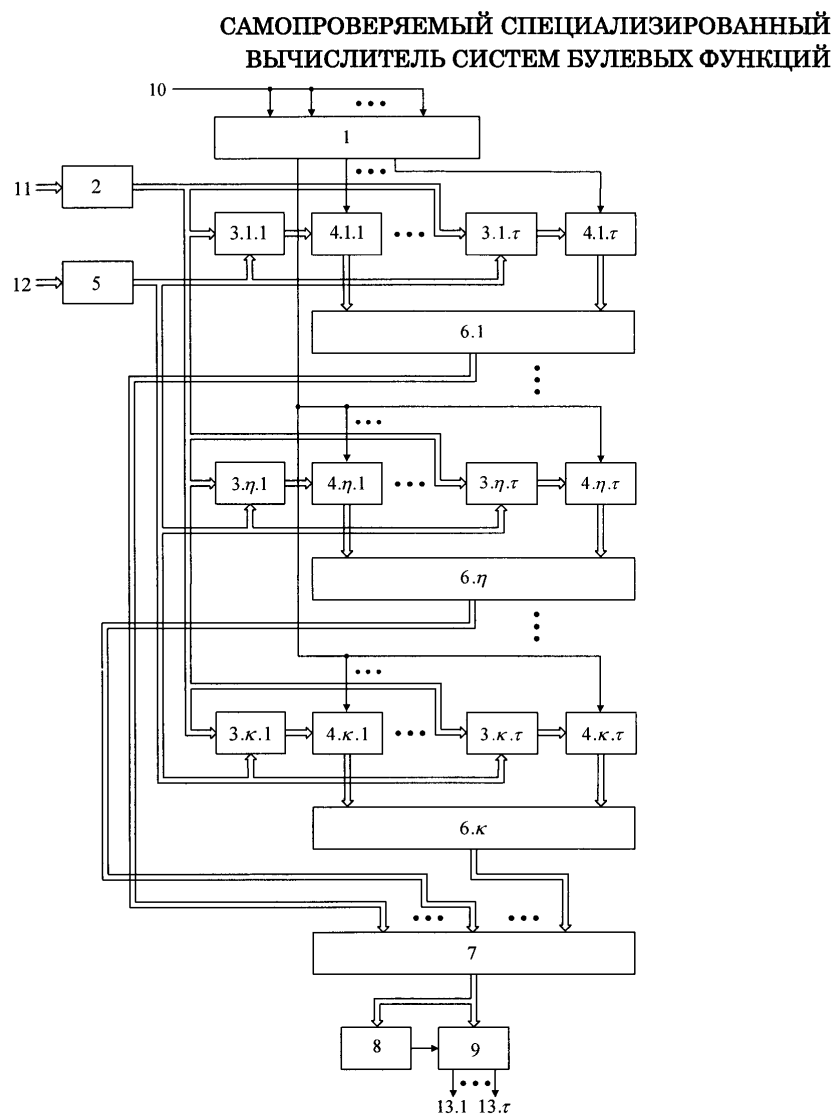 САМОПРОВЕРЯЕМЫЙ СПЕЦИАЛИЗИРОВАННЫЙ
ВЫЧИСЛИТЕЛЬ СИСТЕМ БУЛЕВЫХ ФУНКЦИЙ
10
1
11
2
3.1.1
4.1.1
3.1.τ
4.1.τ
12
5
6.1
3.η.1
4.η.1
3.η.τ
4.η.τ
6.η
3.κ.1
4.κ.1
3.κ.τ
4.κ.τ
6.κ
7
8
9
13.1 13.τ